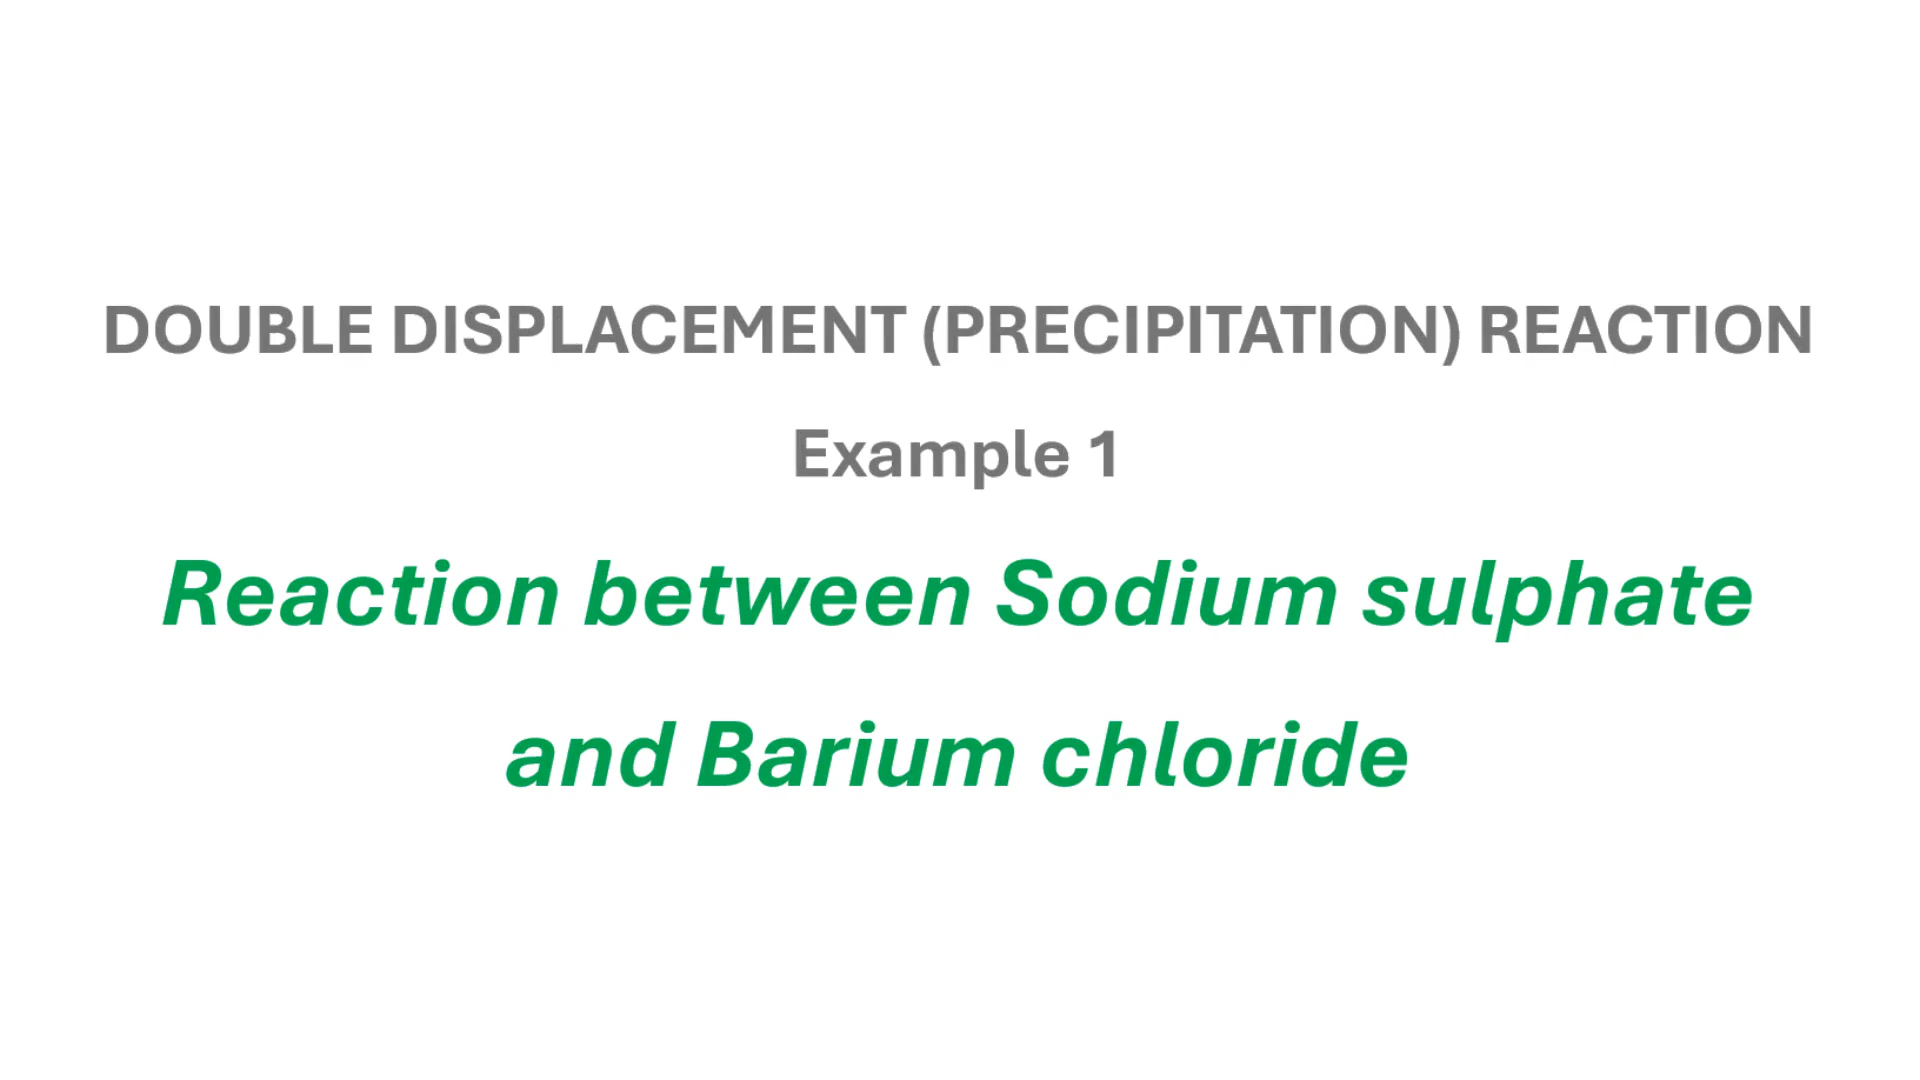 DOUBLE DISPLACEMENT (PRECIPITATION) REACTION
Example 1
Reaction between Sodium sulphate
and Barium chloride